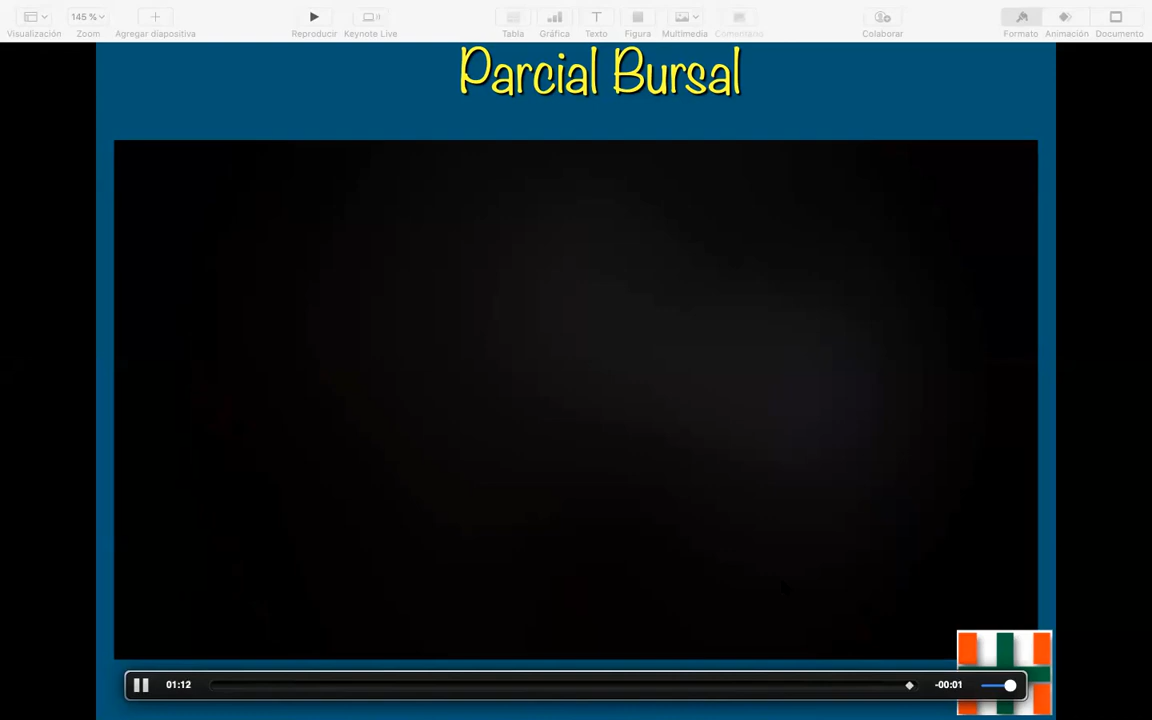 145 %
Visualización Zoom Agregar diapositiva Reproducir Keynote Live Tabla Gráfica Texto Figura Multimedia Comentario Colaborar Formato Animación Documento
Parcial Bursal
01:12 -00:01